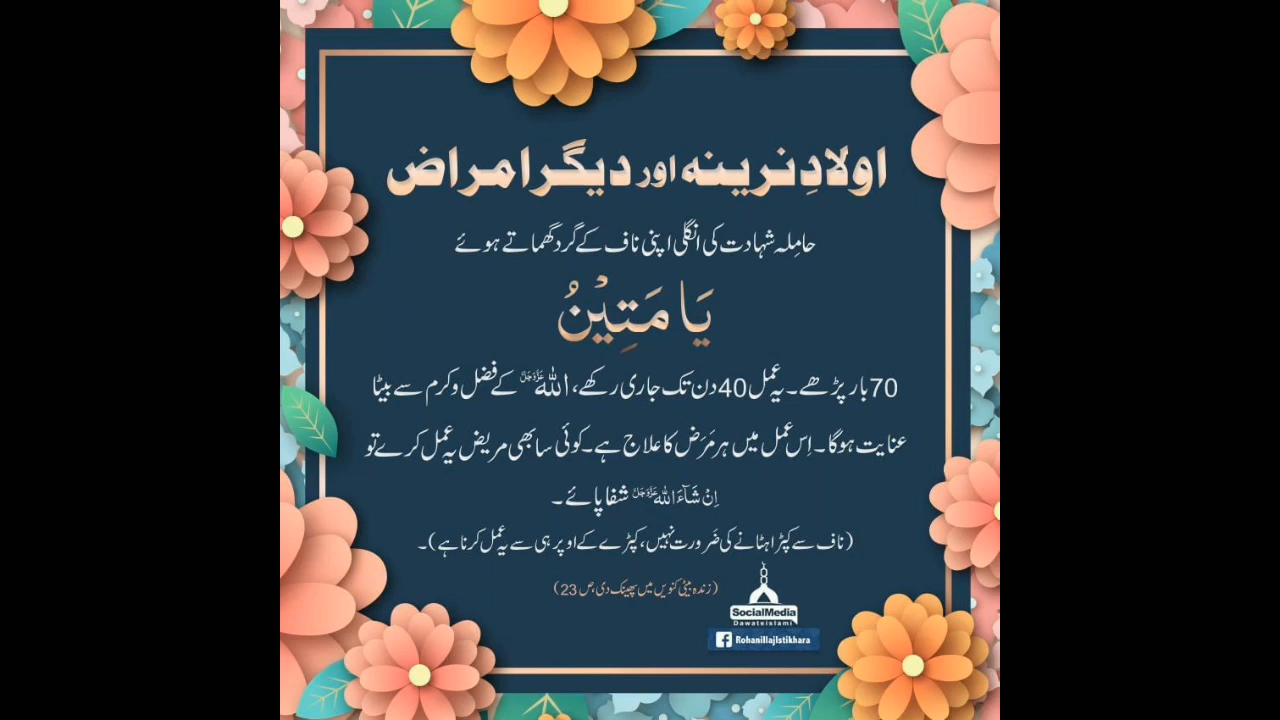 اولادِ نرینہ اور دیگر امراض
حامِلہ شہادت کی انگلی اپنی ناف کے گرد گھماتے ہوئے
یَا مَتِیْنُ
70 بار پڑھے۔ یہ عمل 40 دن تک جاری رکھے، اللہ عَزَّوَجَلَّ کے فضل و کرم سے بیٹا
عنایت ہوگا۔ اِس عمل میں ہر مَرَض کا علاج ہے۔ کوئی سا بھی مریض یہ عمل کرے تو
اِنْ شَآءَ اللہ عَزَّوَجَلَّ شفا پائے۔
(ناف سے کپڑا ہٹانے کی ضَرورت نہیں، کپڑے کے اوپر ہی سے یہ عمل کرنا ہے)۔
(زندہ بیٹی کنویں میں پھینک دی، ص 23)
SocialMedia
Dawateislami
RohaniIlajIstikhara